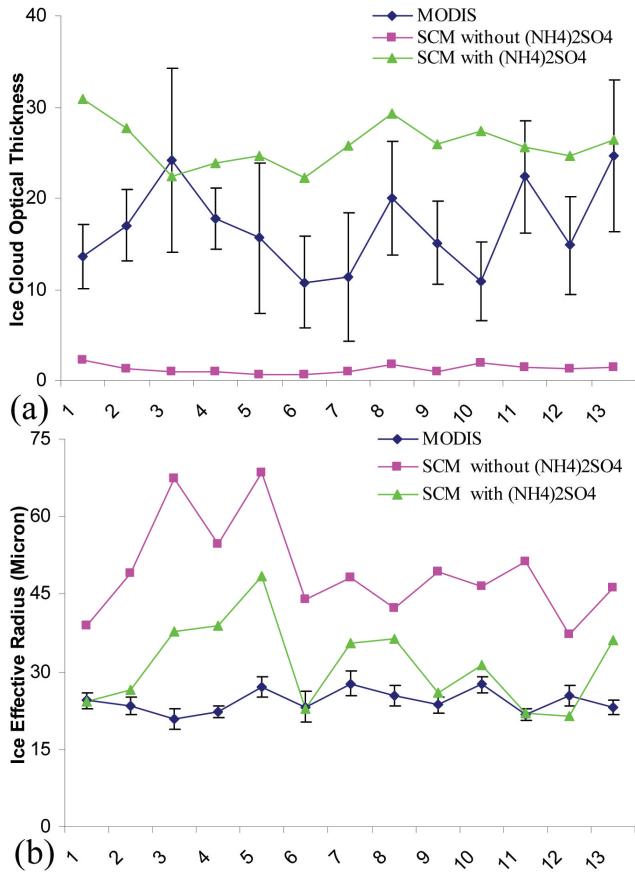 40
30
20
10
0
Ice Cloud Optical Thickness
MODIS
SCM without (NH4)2SO4
SCM with (NH4)2SO4
(a)
1 2 3 4 5 6 7 8 9 10 11 12 13
75
60
45
30
15
0
Ice Effective Radius (Micron)
MODIS
SCM without (NH4)2SO4
SCM with (NH4)2SO4
(b)
1 2 3 4 5 6 7 8 9 10 11 12 13